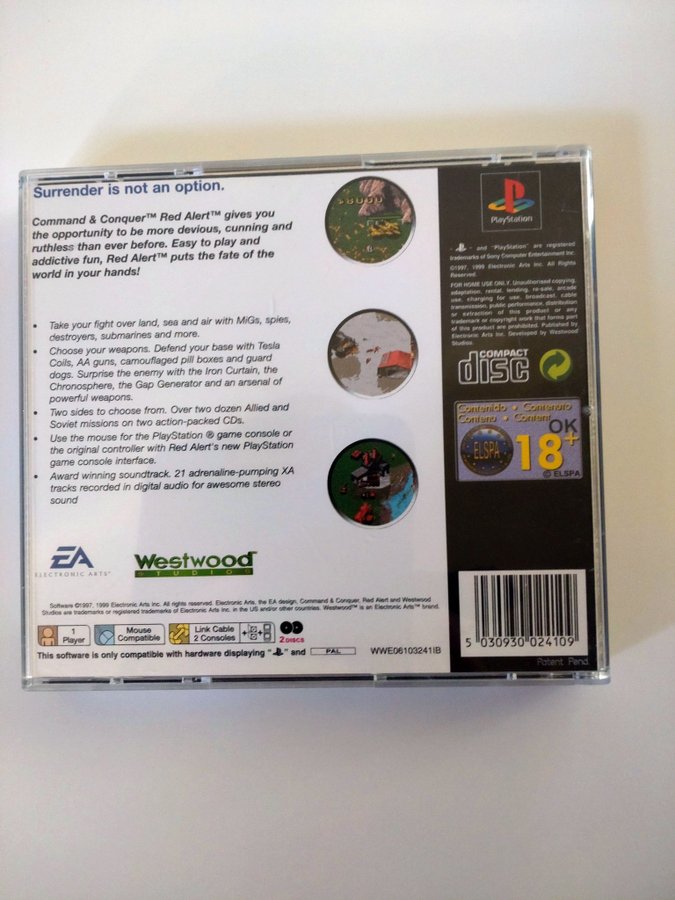 Surrender is not an option.
Command & Conquer™ Red Alert™ gives you
the opportunity to be more devious, cunning and
ruthless than ever before. Easy to play and
addictive fun, Red Alert™ puts the fate of the
world in your hands!
• Take your fight over land, sea and air with MiGs, spies,
destroyers, submarines and more.
• Choose your weapons. Defend your base with Tesla
Coils, AA guns, camouflaged pill boxes and guard
dogs. Surprise the enemy with the Iron Curtain, the
Chronosphere, the Gap Generator and an arsenal of
powerful weapons.
• Two sides to choose from. Over two dozen Allied and
Soviet missions on two action-packed CDs.
• Use the mouse for the PlayStation ® game console or
the original controller with Red Alert's new PlayStation
game console interface.
• Award winning soundtrack. 21 adrenaline-pumping XA
tracks recorded in digital audio for awesome stereo
sound
EA
ELECTRONIC ARTS™
Westwood
STUDIOS
Software ©1997, 1999 Electronic Arts Inc. All rights reserved. Electronic Arts, the EA design, Command & Conquer, Red Alert and Westwood
Studios are trademarks or registered trademarks of Electronic Arts Inc. in the US and/or other countries. Westwood™ is an Electronic Arts™ brand.
1
Player
Mouse
Compatible
Link Cable
2 Consoles
2 DISCS
This software is only compatible with hardware displaying " " and PAL
WWE06103241IB
PlayStation
" " and "PlayStation" are registered
trademarks of Sony Computer Entertainment Inc.
©1997, 1999 Electronic Arts Inc. All Rights
Reserved.
FOR HOME USE ONLY. Unauthorised copying,
adaptation, rental, lending, re-sale, arcade
use, charging for use, broadcast, cable
transmission, public performance, distribution
or extraction of this product or any
trademark or copyright work that forms part
of this product are prohibited. Published by
Electronic Arts Inc. Developed by Westwood
Studios.
COMPACT
disc
Contenido • Contenuto
Conteúdo • Content
OK
ELSPA
18+
© ELSPA
5 030930 024109
Patent Pend.